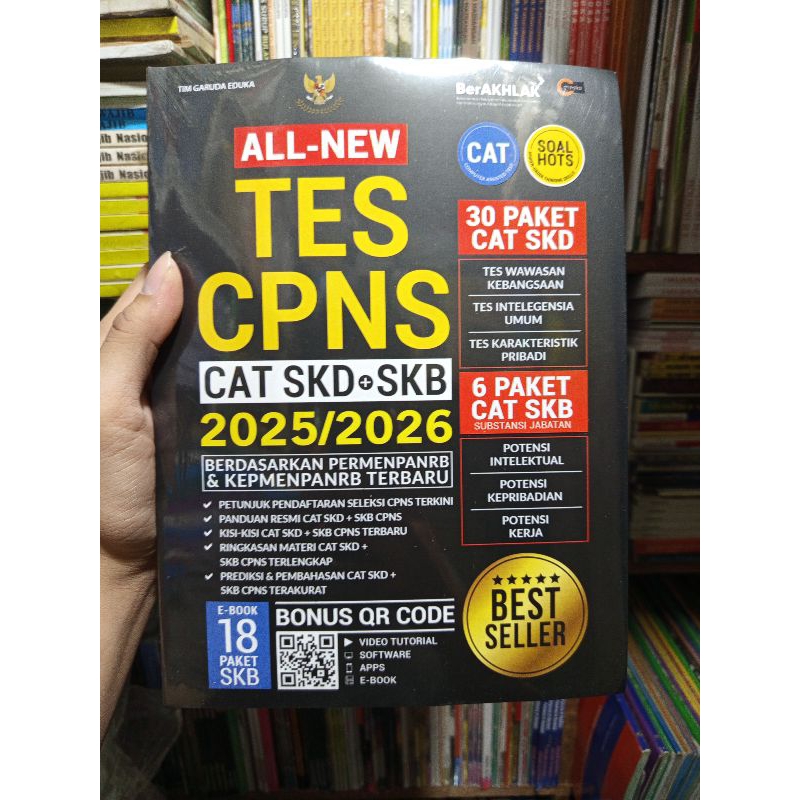 TIM GARUDA EDUKA
BerAKHLAK
ALL-NEW
TES
CPNS
CAT SKD+SKB
2025/2026
BERDASARKAN PERMENPANRB
& KEPMENPANRB TERBARU
PETUNJUK PENDAFTARAN SELEKSI CPNS TERKINI
PANDUAN RESMI CAT SKD + SKB CPNS
KISI-KISI CAT SKD + SKB CPNS TERBARU
RINGKASAN MATERI CAT SKD +
SKB CPNS TERLENGKAP
PREDIKSI & PEMBAHASAN CAT SKD +
SKB CPNS TERAKURAT
E-BOOK
18
PAKET
SKB
BONUS QR CODE
VIDEO TUTORIAL
SOFTWARE
APPS
E-BOOK
CAT
SOAL
HOTS
30 PAKET
CAT SKD
TES WAWASAN
KEBANGSAAN
TES INTELEGENSIA
UMUM
TES KARAKTERISTIK
PRIBADI
6 PAKET
CAT SKB
SUBSTANSI JABATAN
POTENSI
INTELEKTUAL
POTENSI
KEPRIBADIAN
POTENSI
KERJA
BEST
SELLER